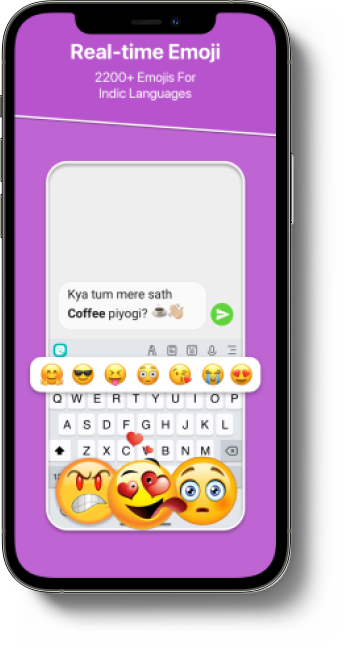 Real-time Emoji
2200+ Emojis For
Indic Languages
Kya tum mere sath
Coffee piyogi? ☕👋🏼
Q W E R T Y U I O P
A S D F G H J K L
Z X C V B N M